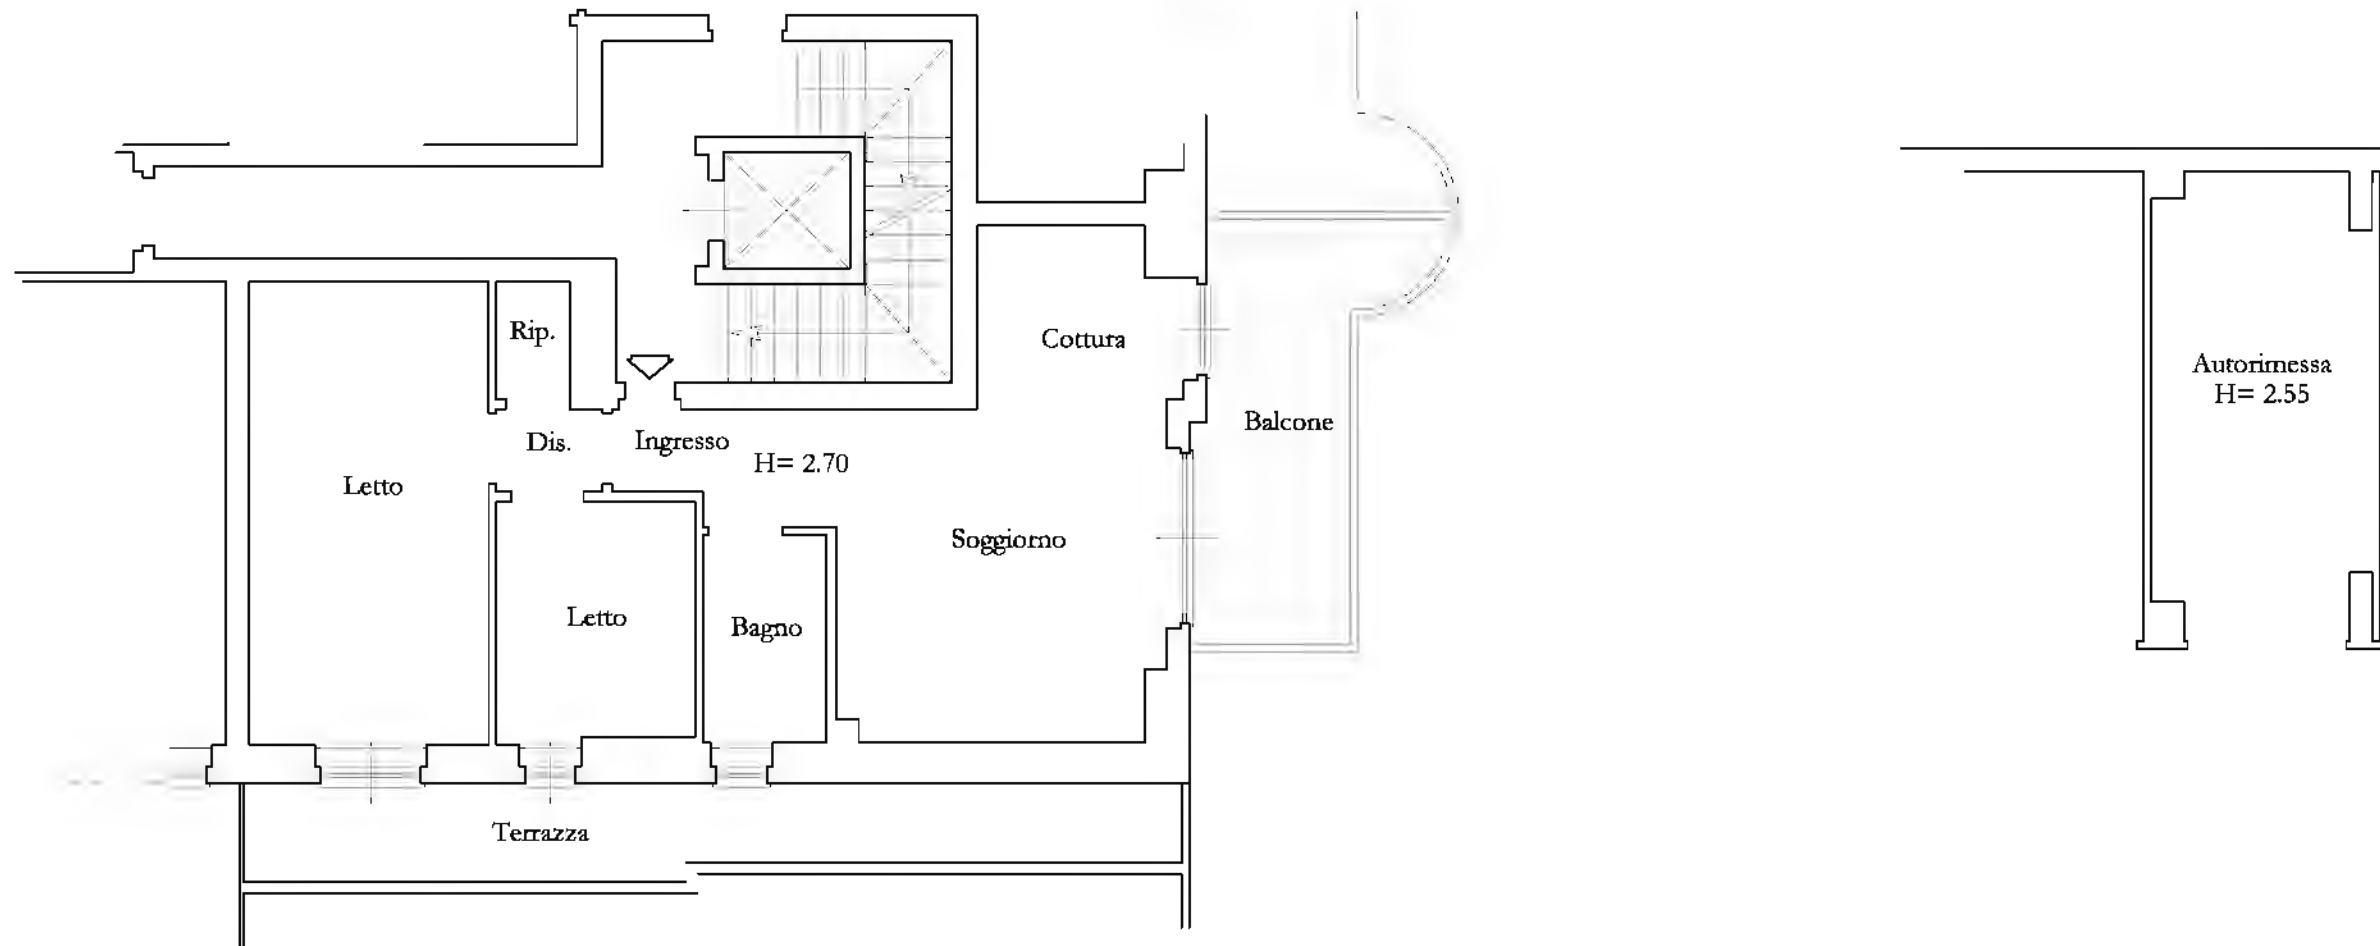 Rip.
Cottura
Autorimessa
H= 2.55
Balcone
Dis.
Ingresso
H= 2.70
Letto
Soggiorno
Letto
Bagno
Terrazza